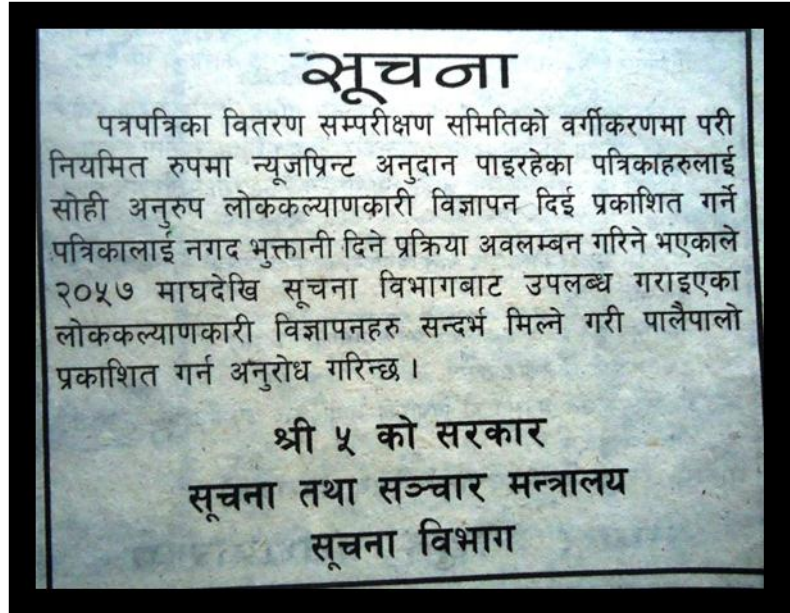 सूचना
पत्रपत्रिका वितरण सम्परीक्षण समितिको वर्गीकरणमा परी
नियमित रुपमा न्यूजप्रिन्ट अनुदान पाइरहेका पत्रिकाहरुलाई
सोही अनुरुप लोककल्याणकारी विज्ञापन दिई प्रकाशित गर्ने
पत्रिकालाई नगद भुक्तानी दिने प्रक्रिया अवलम्बन गरिने भएकाले
२०५७ माघदेखि सूचना विभागबाट उपलब्ध गराइएका
लोककल्याणकारी विज्ञापनहरु सन्दर्भ मिल्ने गरी पालैपालो
प्रकाशित गर्न अनुरोध गरिन्छ ।
श्री ५ को सरकार
सूचना तथा सञ्चार मन्त्रालय
सूचना विभाग